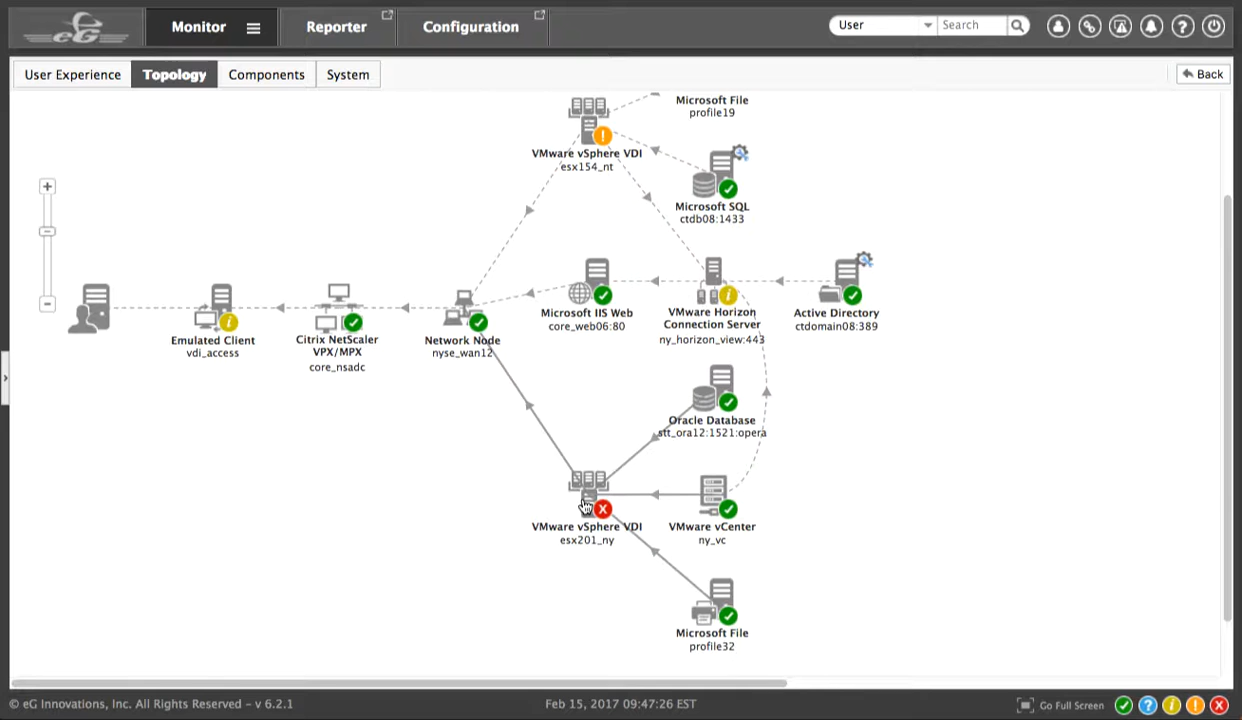 eG
Monitor
Reporter
Configuration
User
Search
User Experience
Topology
Components
System
Back
Microsoft File
profile19
VMware vSphere VDI
esx154_nt
Microsoft SQL
ctdb08:1433
Emulated Client
vdi_access
Citrix NetScaler
VPX/MPX
core_nsadc
Network Node
nyse_wan12
Microsoft IIS Web
core_web06:80
VMware Horizon
Connection Server
ny_horizon_view:443
Active Directory
ctdomain08:389
Oracle Database
stt_ora12:1521:opera
VMware vSphere VDI
esx201_ny
VMware vCenter
ny_vc
Microsoft File
profile32
© eG Innovations, Inc. All Rights Reserved - v 6.2.1
Feb 15, 2017 09:47:26 EST
Go Full Screen